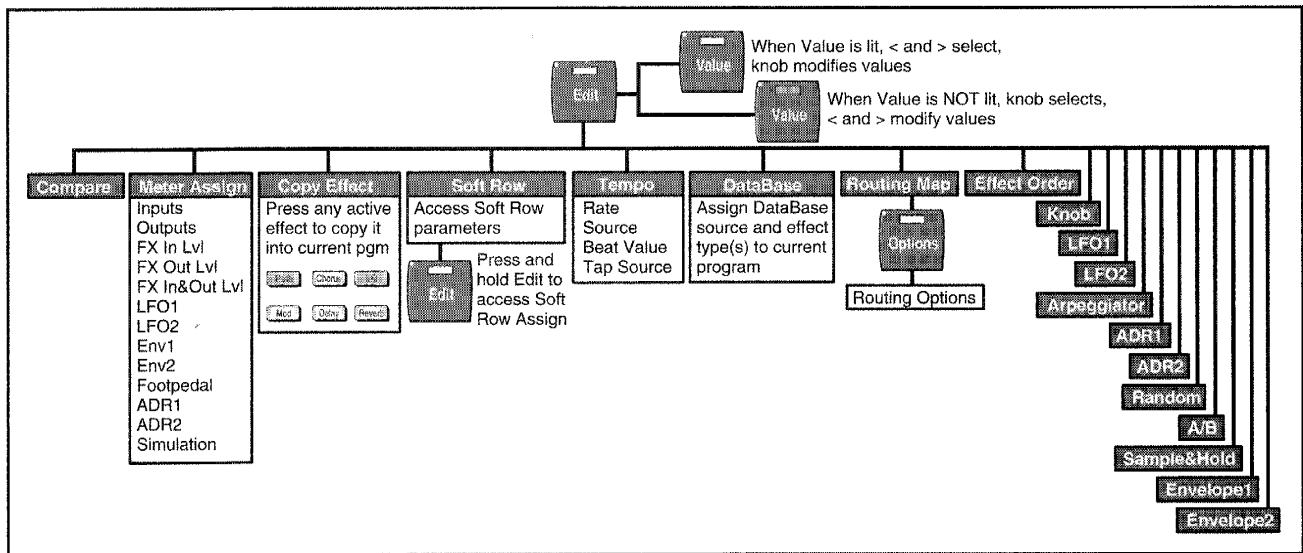 Edit
Value
When Value is lit, < and > select,
knob modifies values
Value
When Value is NOT lit, knob selects,
< and > modify values
Compare
Meter Assign
Inputs
Outputs
FX In Lvl
FX Out Lvl
FX In&Out Lvl
LFO1
LFO2
Env1
Env2
Footpedal
ADR1
ADR2
Simulation
Copy Effect
Press any active
effect to copy it
into current pgm
Chorus
Mod
Delay
Reverb
Soft Row
Access Soft Row
parameters
Edit
Press and
hold Edit to
access Soft
Row Assign
Tempo
Rate
Source
Beat Value
Tap Source
DataBase
Assign DataBase
source and effect
type(s) to current
program
Routing Map
Options
Routing Options
Effect Order
Knob
LFO1
LFO2
Arpeggiator
ADR1
ADR2
Random
A/B
Sample&Hold
Envelope1
Envelope2